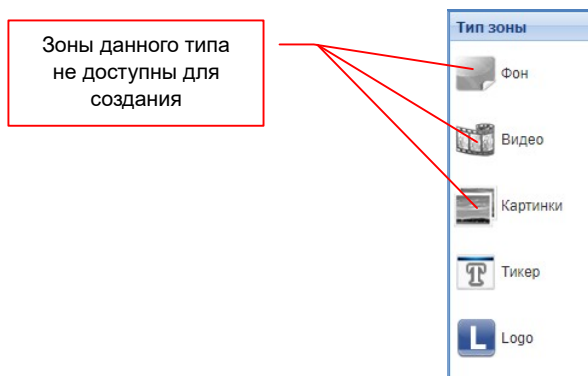 Зоны данного типа
не доступны для
создания
Тип зоны
Фон
Видео
Картинки
Тикер
Logo